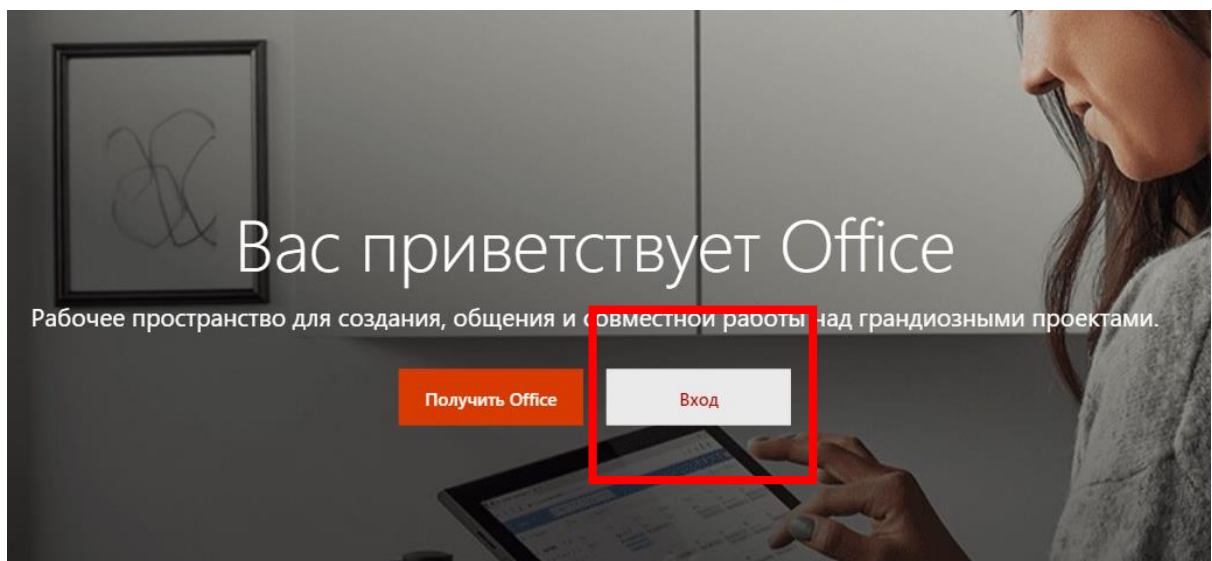 Вас приветствует Office
Рабочее пространство для создания, общения и совместной работы над грандиозными проектами.
Получить Office
Вход